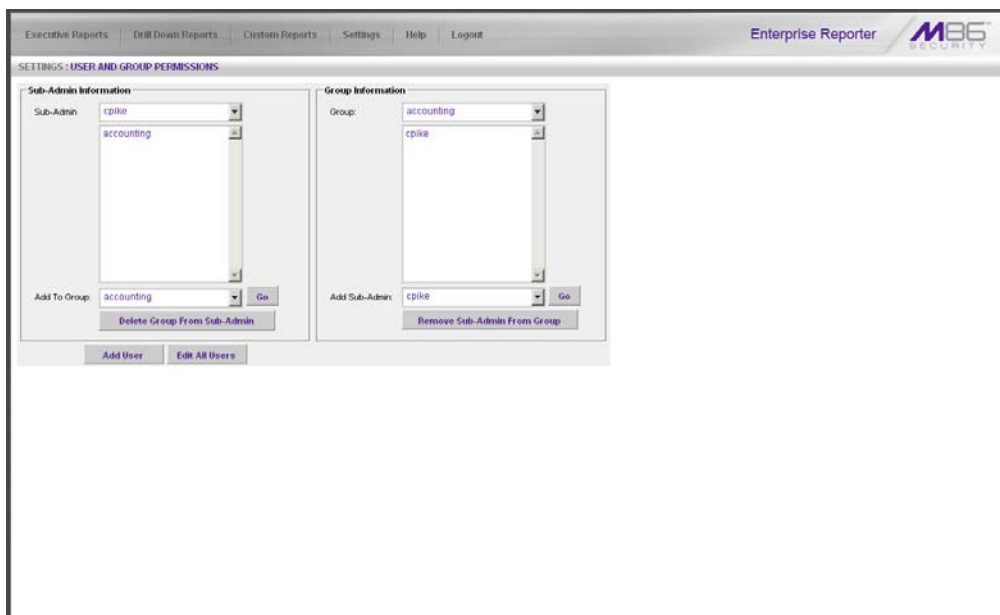 Executive Reports Drill Down Reports Custom Reports Settings Help Logout Enterprise Reporter M86 SECURITY
SETTINGS : USER AND GROUP PERMISSIONS
Sub-Admin Information
Sub-Admin cpike
accounting
Add To Group: accounting Go
Delete Group From Sub-Admin
Group Information
Group: accounting
cpike
Add Sub-Admin: cpike Go
Remove Sub-Admin From Group
Add User Edit All Users